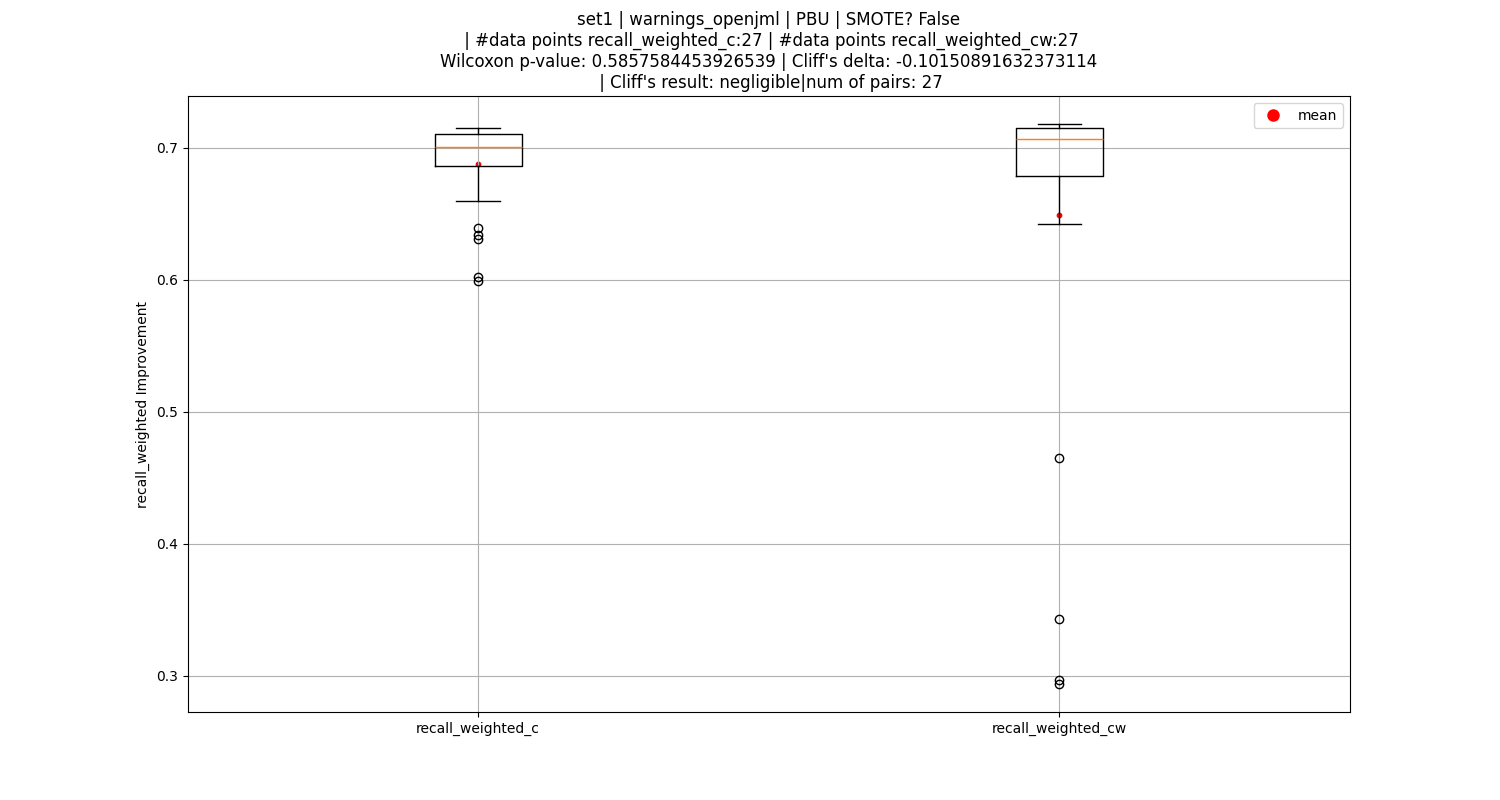 set1 | warnings_openjml | PBU | SMOTE? False
| #data points recall_weighted_c:27 | #data points recall_weighted_cw:27
Wilcoxon p-value: 0.5857584453926539 | Cliff's delta: -0.10150891632373114
| Cliff's result: negligible|num of pairs: 27
mean
0.7
0.6
0.5
0.4
0.3
recall_weighted Improvement
recall_weighted_c
recall_weighted_cw